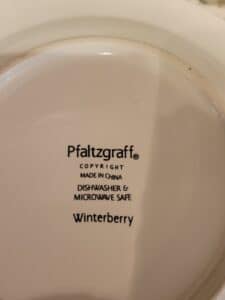 Pfaltzgraff®
COPYRIGHT
MADE IN CHINA
DISHWASHER &
MICROWAVE SAFE
Winterberry